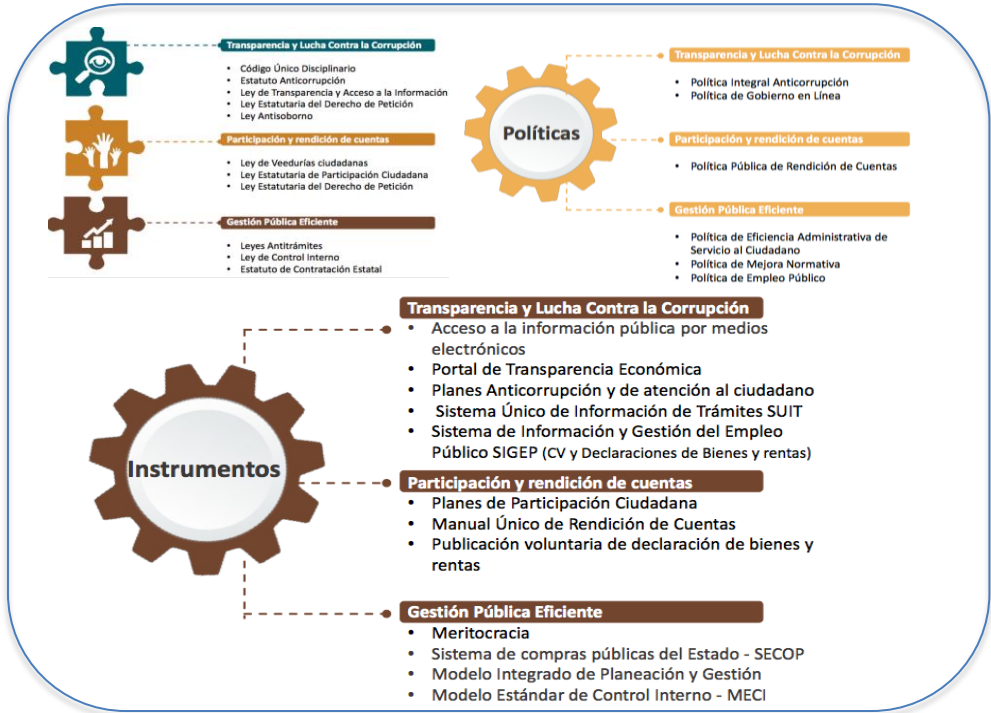 Transparencia y Lucha Contra la Corrupción
• Código Único Disciplinario
• Estatuto Anticorrupción
• Ley de Transparencia y Acceso a la Información
• Ley Estatutaria del Derecho de Petición
• Ley Antisoborno
Participación y rendición de cuentas
• Ley de Veedurías ciudadanas
• Ley Estatutaria de Participación Ciudadana
• Ley Estatutaria del Derecho de Petición
Gestión Pública Eficiente
• Leyes Antitrámites
• Ley de Control Interno
• Estatuto de Contratación Estatal
Políticas
Transparencia y Lucha Contra la Corrupción
• Política Integral Anticorrupción
• Política de Gobierno en Línea
Participación y rendición de cuentas
• Política Pública de Rendición de Cuentas
Gestión Pública Eficiente
• Política de Eficiencia Administrativa de
Servicio al Ciudadano
• Política de Mejora Normativa
• Política de Empleo Público
Instrumentos
Transparencia y Lucha Contra la Corrupción
• Acceso a la información pública por medios
electrónicos
• Portal de Transparencia Económica
• Planes Anticorrupción y de atención al ciudadano
• Sistema Único de Información de Trámites SUIT
• Sistema de Información y Gestión del Empleo
Público SIGEP (CV y Declaraciones de Bienes y rentas)
Participación y rendición de cuentas
• Planes de Participación Ciudadana
• Manual Único de Rendición de Cuentas
• Publicación voluntaria de declaración de bienes y
rentas
Gestión Pública Eficiente
• Meritocracia
• Sistema de compras públicas del Estado - SECOP
• Modelo Integrado de Planeación y Gestión
• Modelo Estándar de Control Interno - MECI